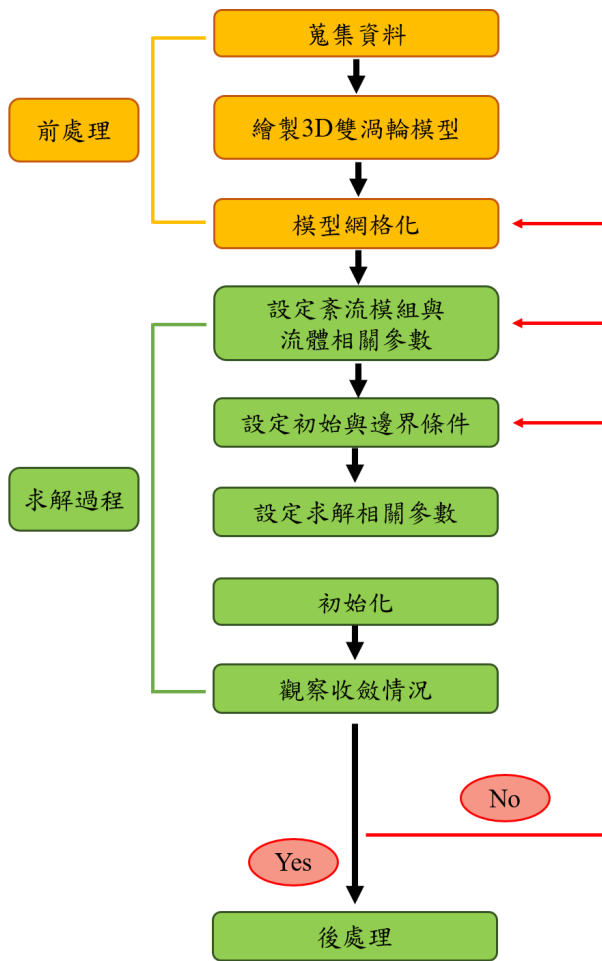 蒐集資料
前處理
繪製3D雙渦輪模型
模型網格化
設定紊流模組與
流體相關參數
設定初始與邊界條件
求解過程
設定求解相關參數
初始化
觀察收斂情況
No
Yes
後處理